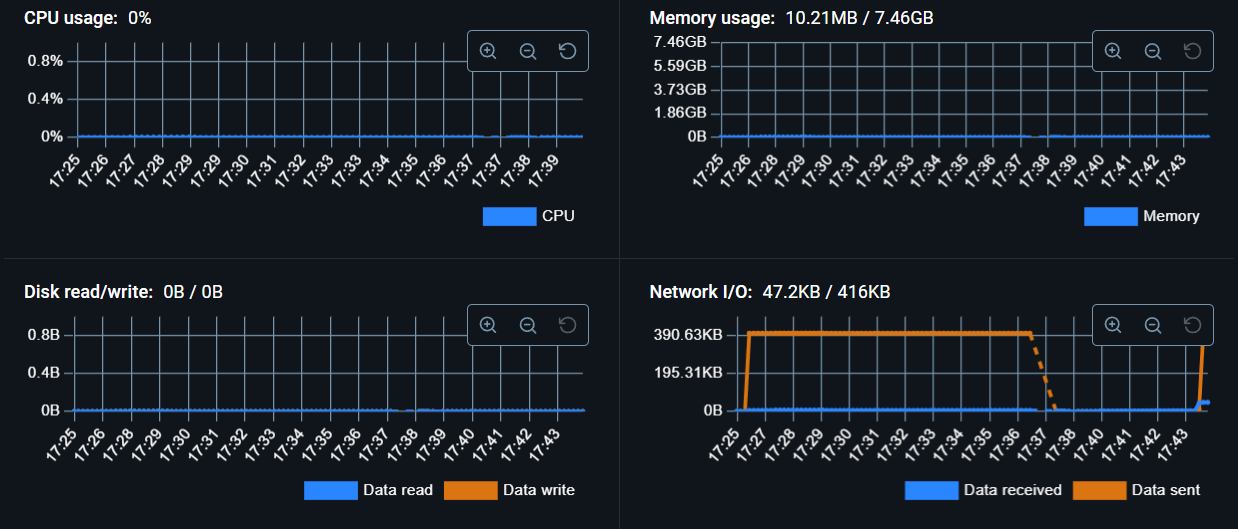 CPU usage: 0%
0.8%
0.4%
0%
17:25 17:26 17:27 17:28 17:29 17:29 17:30 17:31 17:32 17:33 17:34 17:35 17:36 17:37 17:37 17:38 17:39
CPU
Memory usage: 10.21MB / 7.46GB
7.46GB
5.59GB
3.73GB
1.86GB
0B
17:25 17:26 17:28 17:29 17:30 17:31 17:32 17:33 17:34 17:35 17:36 17:37 17:38 17:39 17:40 17:41 17:42 17:43
Memory
Disk read/write: 0B / 0B
0.8B
0.4B
0B
17:25 17:26 17:28 17:29 17:30 17:31 17:32 17:33 17:34 17:35 17:36 17:37 17:38 17:39 17:40 17:41 17:42 17:43
Data read Data write
Network I/O: 47.2KB / 416KB
390.63KB
195.31KB
0B
17:25 17:27 17:28 17:29 17:30 17:31 17:32 17:33 17:34 17:35 17:36 17:37 17:38 17:40 17:41 17:42 17:43
Data received Data sent